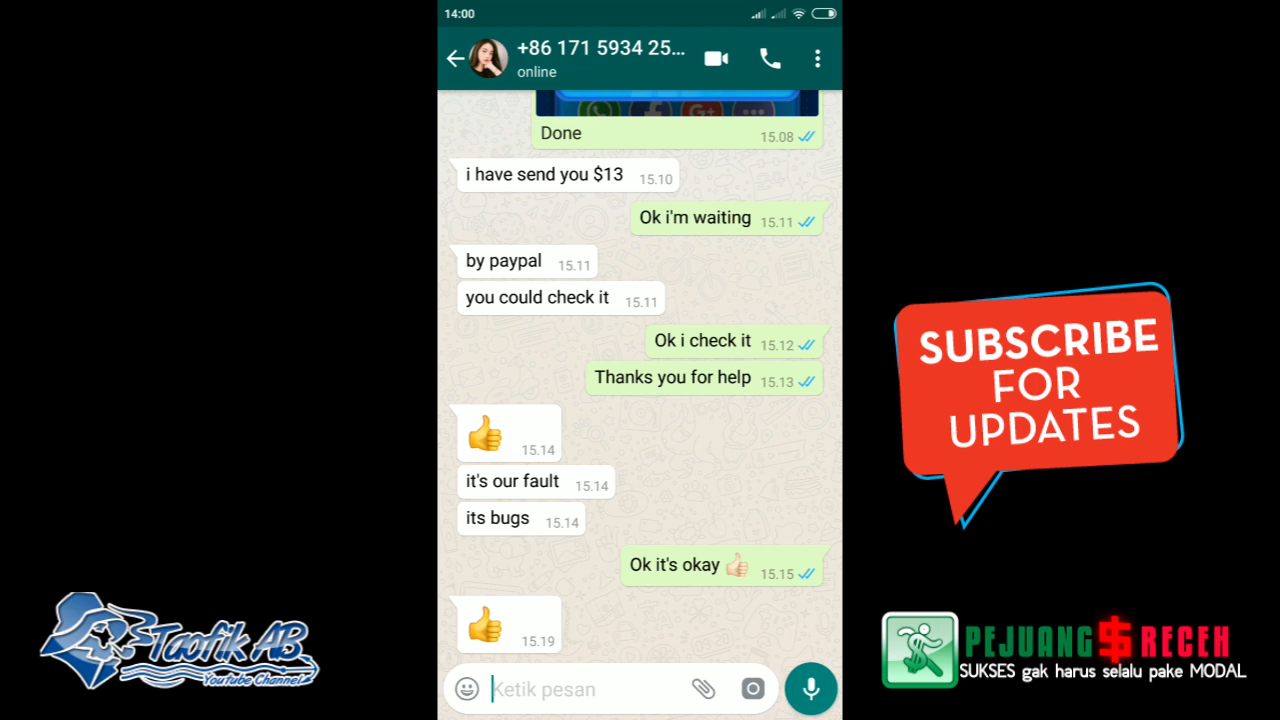 14:00
+86 171 5934 25...
online
Done 15.08
i have send you $13 15.10
Ok i'm waiting 15.11
by paypal 15.11
you could check it 15.11
Ok i check it 15.12
Thanks you for help 15.13
15.14
it's our fault 15.14
its bugs 15.14
Ok it's okay 15.15
15.19
Ketik pesan
SUBSCRIBE
FOR
UPDATES
Taofik AB
Youtube Channel
PEJUANG $ RECEH
SUKSES gak harus selalu pake MODAL